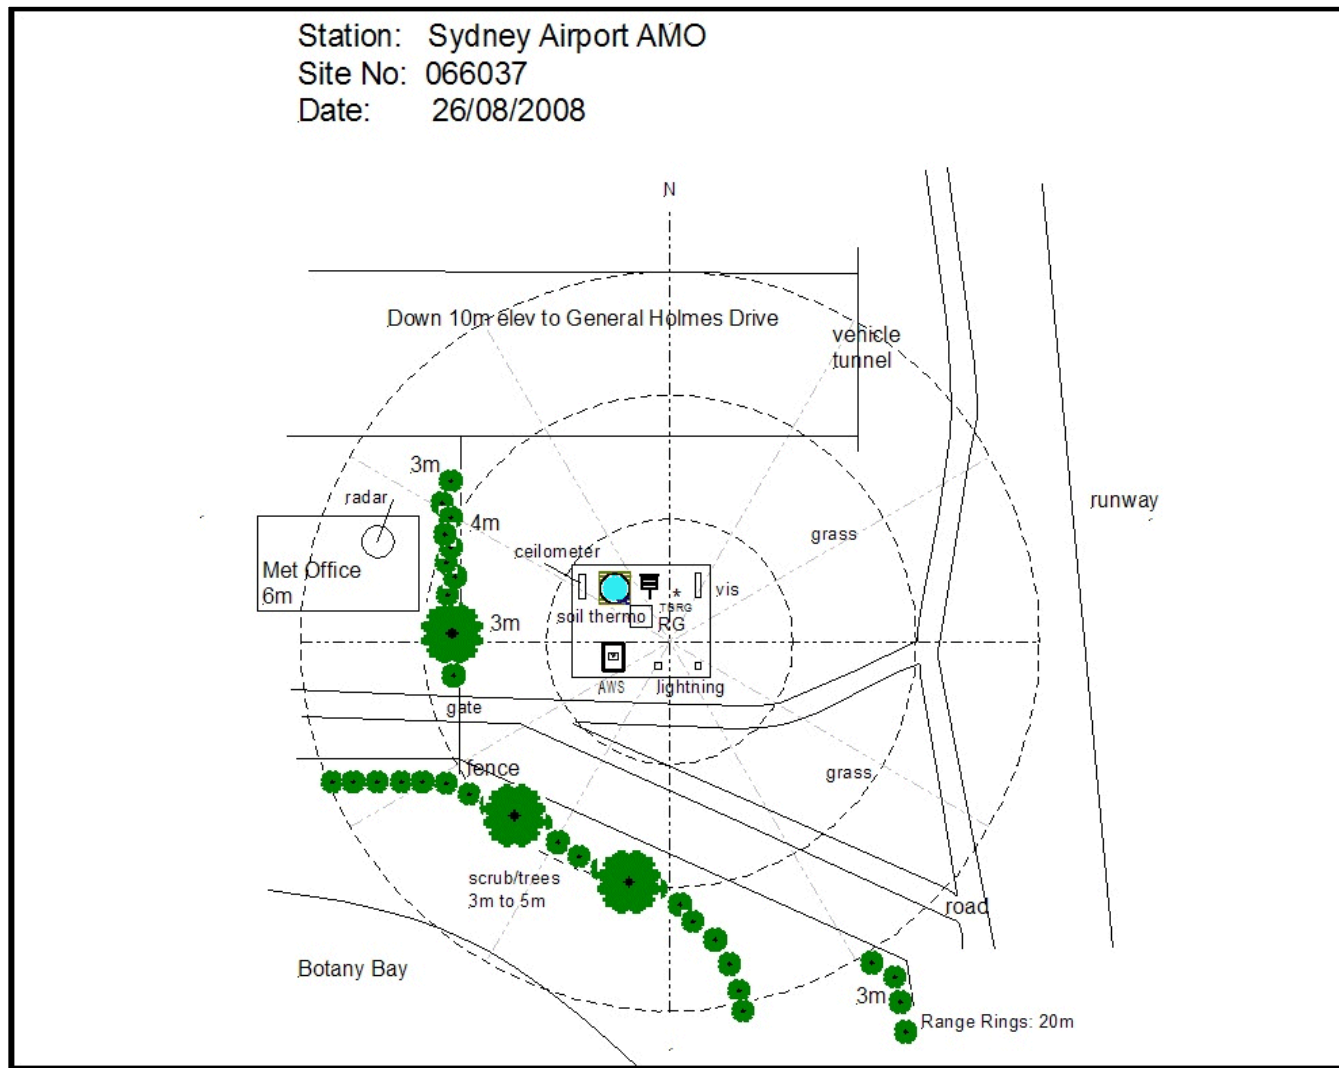 Station: Sydney Airport AMO
Site No: 066037
Date: 26/08/2008
N
Down 10m elev to General Holmes Drive
vehicle
tunnel
3m
radar
4m
runway
grass
ceilometer
Met Office
6m
vis
TBRG
soil thermo
RG
3m
AWS
lightning
gate
fence
grass
scrub/trees
3m to 5m
road
Botany Bay
3m
Range Rings: 20m